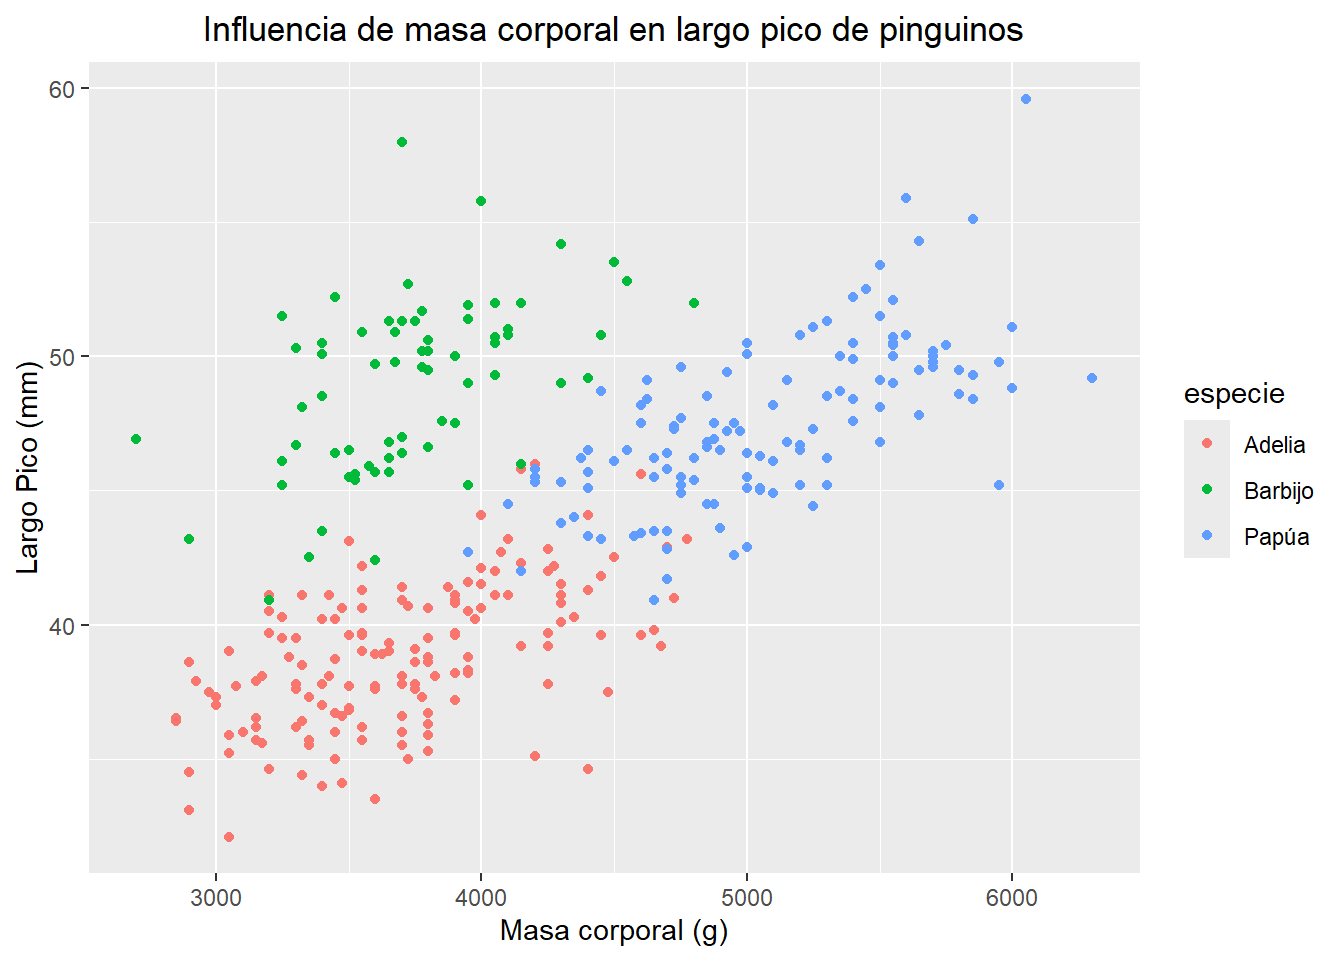 Influencia de masa corporal en largo pico de pinguinos
60
50
40
Largo Pico (mm)
3000
4000
5000
6000
Masa corporal (g)
especie
Adelia
Barbijo
Papúa